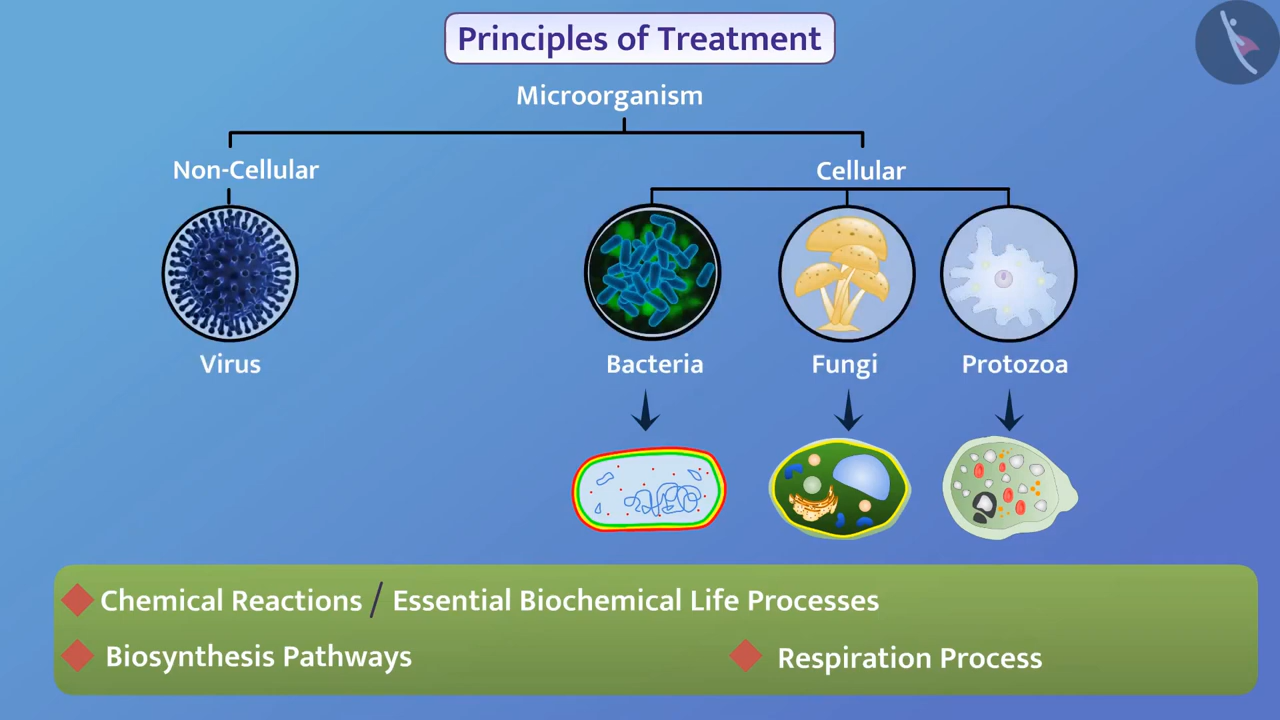 Principles of Treatment
Microorganism
Non-Cellular
Cellular
Virus
Bacteria
Fungi
Protozoa
Chemical Reactions / Essential Biochemical Life Processes
Biosynthesis Pathways
Respiration Process